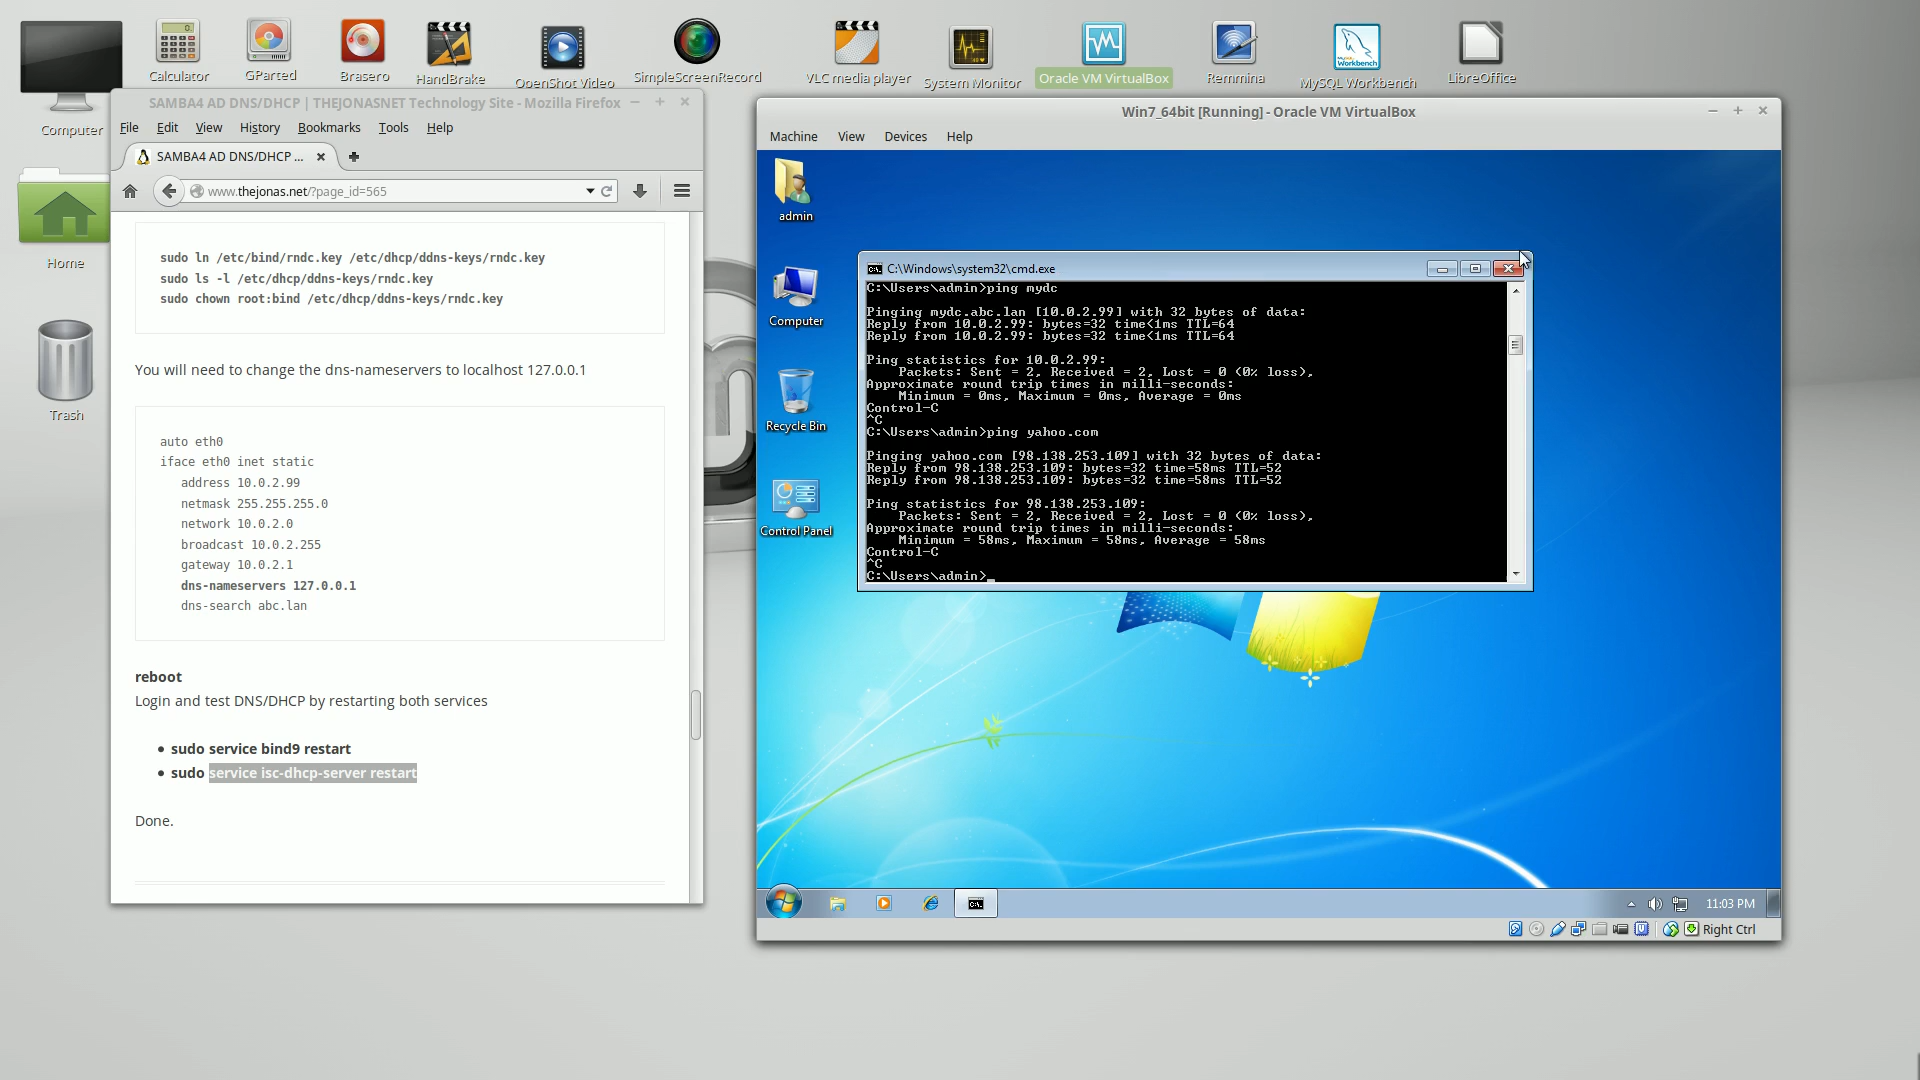 Calculator
GParted
Brasero
HandBrake
OpenShot Video
SimpleScreenRecord
VLC media player
System Monitor
Oracle VM VirtualBox
Remmina
MySQL Workbench
LibreOffice
Computer
Home
Trash
SAMBA4 AD DNS/DHCP | THEJONASNET Technology Site - Mozilla Firefox
File Edit View History Bookmarks Tools Help
SAMBA4 AD DNS/DHCP ...
www.thejonas.net/?page_id=565
sudo ln /etc/bind/rndc.key /etc/dhcp/ddns-keys/rndc.key
sudo ls -l /etc/dhcp/ddns-keys/rndc.key
sudo chown root:bind /etc/dhcp/ddns-keys/rndc.key
You will need to change the dns-nameservers to localhost 127.0.0.1
auto eth0
iface eth0 inet static
address 10.0.2.99
netmask 255.255.255.0
network 10.0.2.0
broadcast 10.0.2.255
gateway 10.0.2.1
dns-nameservers 127.0.0.1
dns-search abc.lan
reboot
Login and test DNS/DHCP by restarting both services
• sudo service bind9 restart
• sudo service isc-dhcp-server restart
Done.
Win7_64bit [Running] - Oracle VM VirtualBox
Machine View Devices Help
admin
Computer
Recycle Bin
Control Panel
C:\Windows\system32\cmd.exe
C:\Users\admin>ping mydc
Pinging mydc.abc.lan [10.0.2.99] with 32 bytes of data:
Reply from 10.0.2.99: bytes=32 time<1ms TTL=64
Reply from 10.0.2.99: bytes=32 time<1ms TTL=64
Ping statistics for 10.0.2.99:
Packets: Sent = 2, Received = 2, Lost = 0 (0% loss),
Approximate round trip times in milli-seconds:
Minimum = 0ms, Maximum = 0ms, Average = 0ms
Control-C
^C
C:\Users\admin>ping yahoo.com
Pinging yahoo.com [98.138.253.109] with 32 bytes of data:
Reply from 98.138.253.109: bytes=32 time=58ms TTL=52
Reply from 98.138.253.109: bytes=32 time=58ms TTL=52
Ping statistics for 98.138.253.109:
Packets: Sent = 2, Received = 2, Lost = 0 (0% loss),
Approximate round trip times in milli-seconds:
Minimum = 58ms, Maximum = 58ms, Average = 58ms
Control-C
^C
C:\Users\admin>_
11:03 PM
Right Ctrl